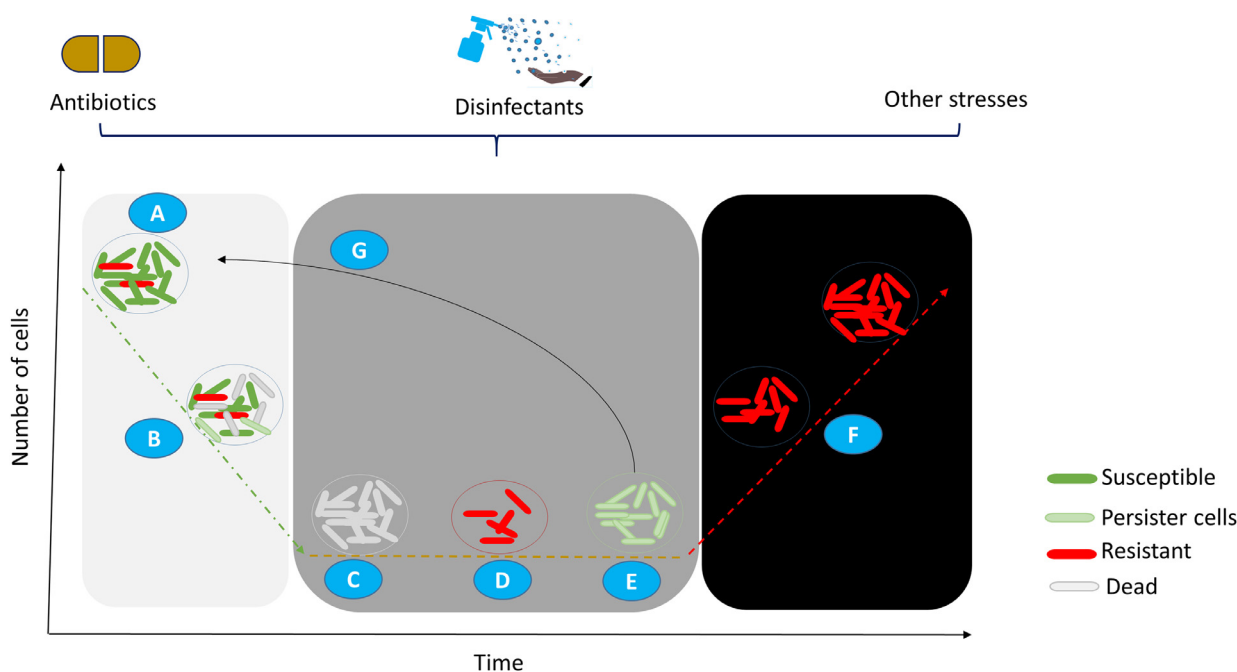 Antibiotics
Disinfectants
Other stresses
A
G
B
F
C
D
E
Number of cells
Time
Susceptible
Persister cells
Resistant
Dead